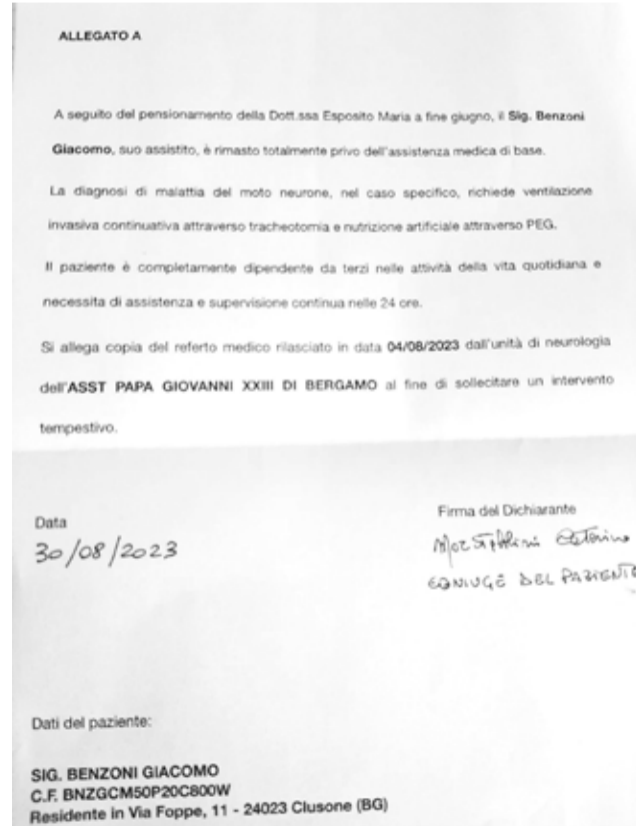 ALLEGATO A
A seguito del pensionamento della Dott.ssa Esposito Maria a fine giugno, il Sig. Benzoni
Giacomo, suo assistito, è rimasto totalmente privo dell'assistenza medica di base.
La diagnosi di malattia del moto neurone, nel caso specifico, richiede ventilazione
invasiva continuativa attraverso tracheotomia e nutrizione artificiale attraverso PEG.
Il paziente è completamente dipendente da terzi nelle attività della vita quotidiana e
necessita di assistenza e supervisione continua nelle 24 ore.
Si allega copia del referto medico rilasciato in data 04/08/2023 dall'unità di neurologia
dell'ASST PAPA GIOVANNI XXIII DI BERGAMO al fine di sollecitare un intervento
tempestivo.
Data
30/08/2023
Firma del Dichiarante
CONIUGE DEL PAZIENTE
Dati del paziente:
SIG. BENZONI GIACOMO
C.F. BNZGCM50P20C800W
Residente in Via Foppe, 11 - 24023 Clusone (BG)